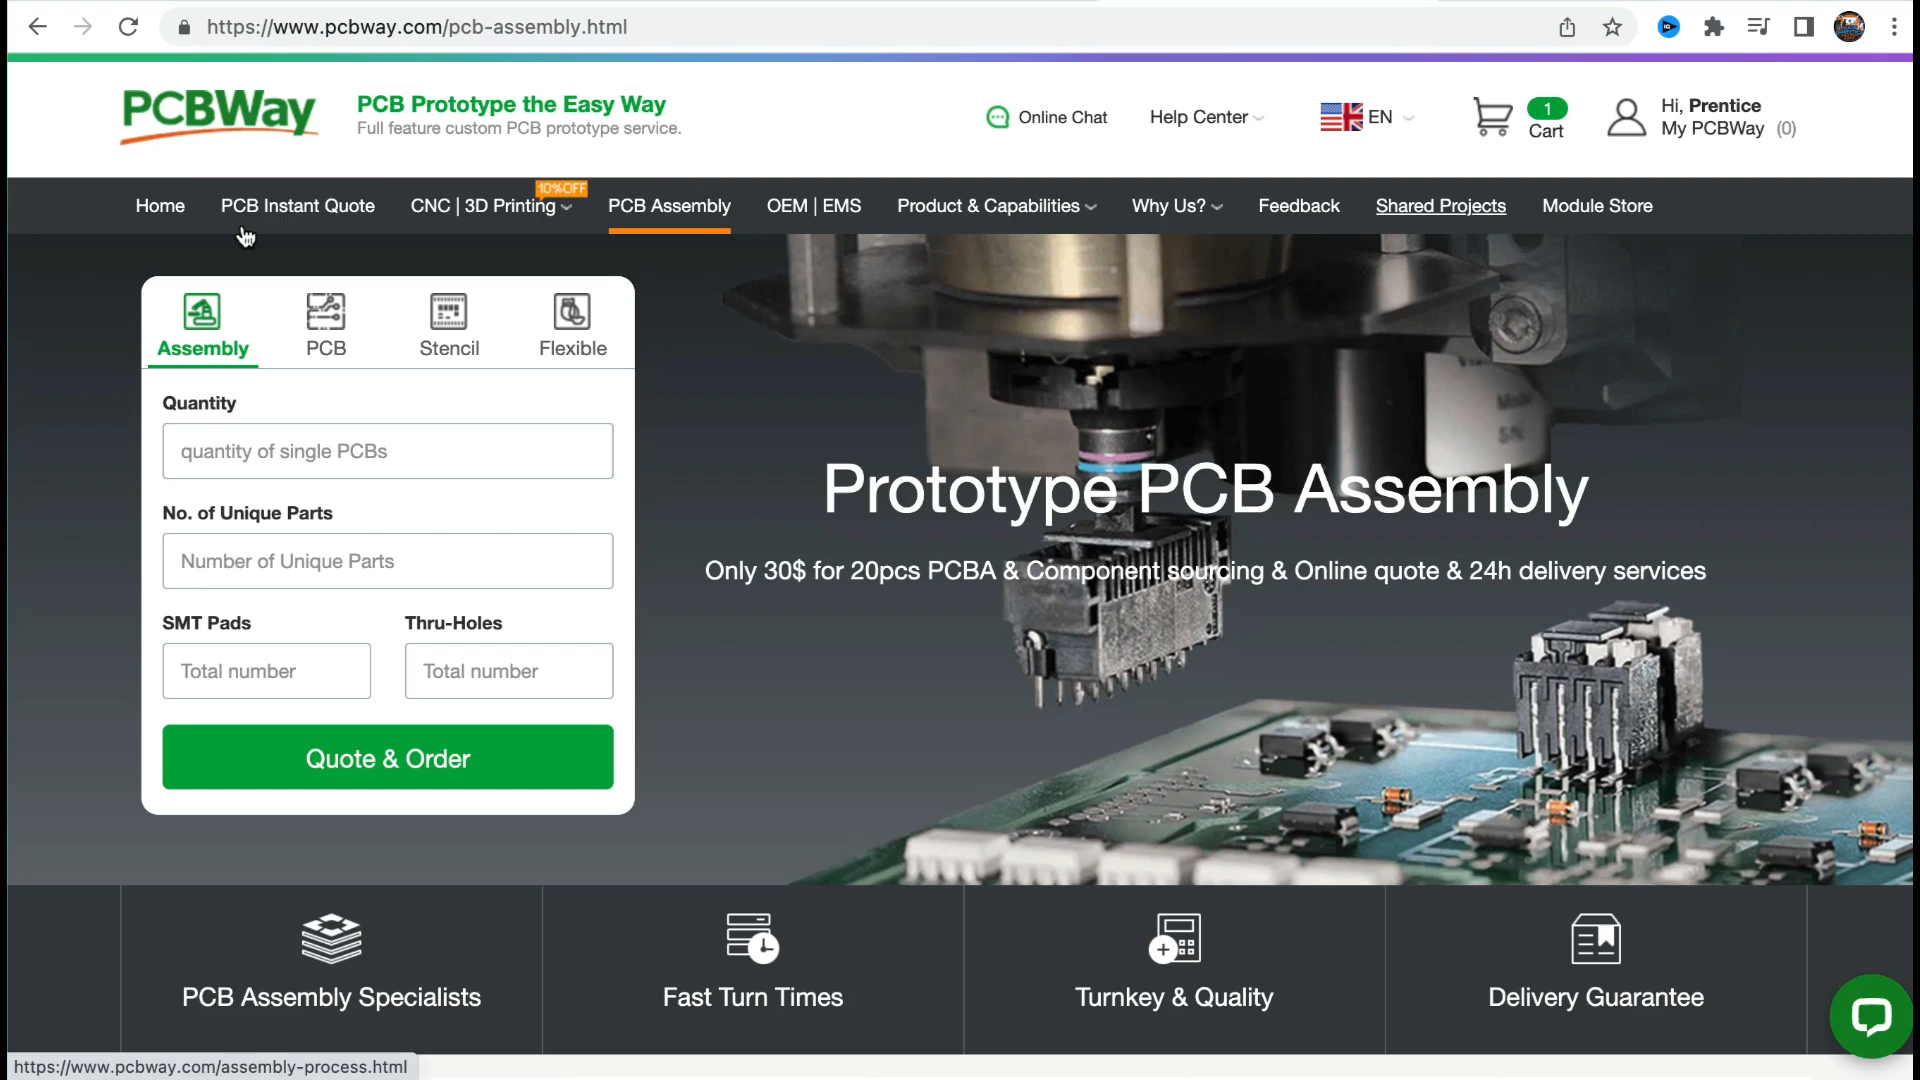 https://www.pcbway.com/pcb-assembly.html
PCBWay
PCB Prototype the Easy Way
Full feature custom PCB prototype service.
Online Chat
Help Center
EN
1
Cart
Hi, Prentice
My PCBWay (0)
Home
PCB Instant Quote
CNC | 3D Printing
10%OFF
PCB Assembly
OEM | EMS
Product & Capabilities
Why Us?
Feedback
Shared Projects
Module Store
Assembly
PCB
Stencil
Flexible
Quantity
quantity of single PCBs
No. of Unique Parts
Number of Unique Parts
SMT Pads
Thru-Holes
Total number
Total number
Quote & Order
Prototype PCB Assembly
Only 30$ for 20pcs PCBA & Component sourcing & Online quote & 24h delivery services
PCB Assembly Specialists
Fast Turn Times
Turnkey & Quality
Delivery Guarantee
https://www.pcbway.com/assembly-process.html